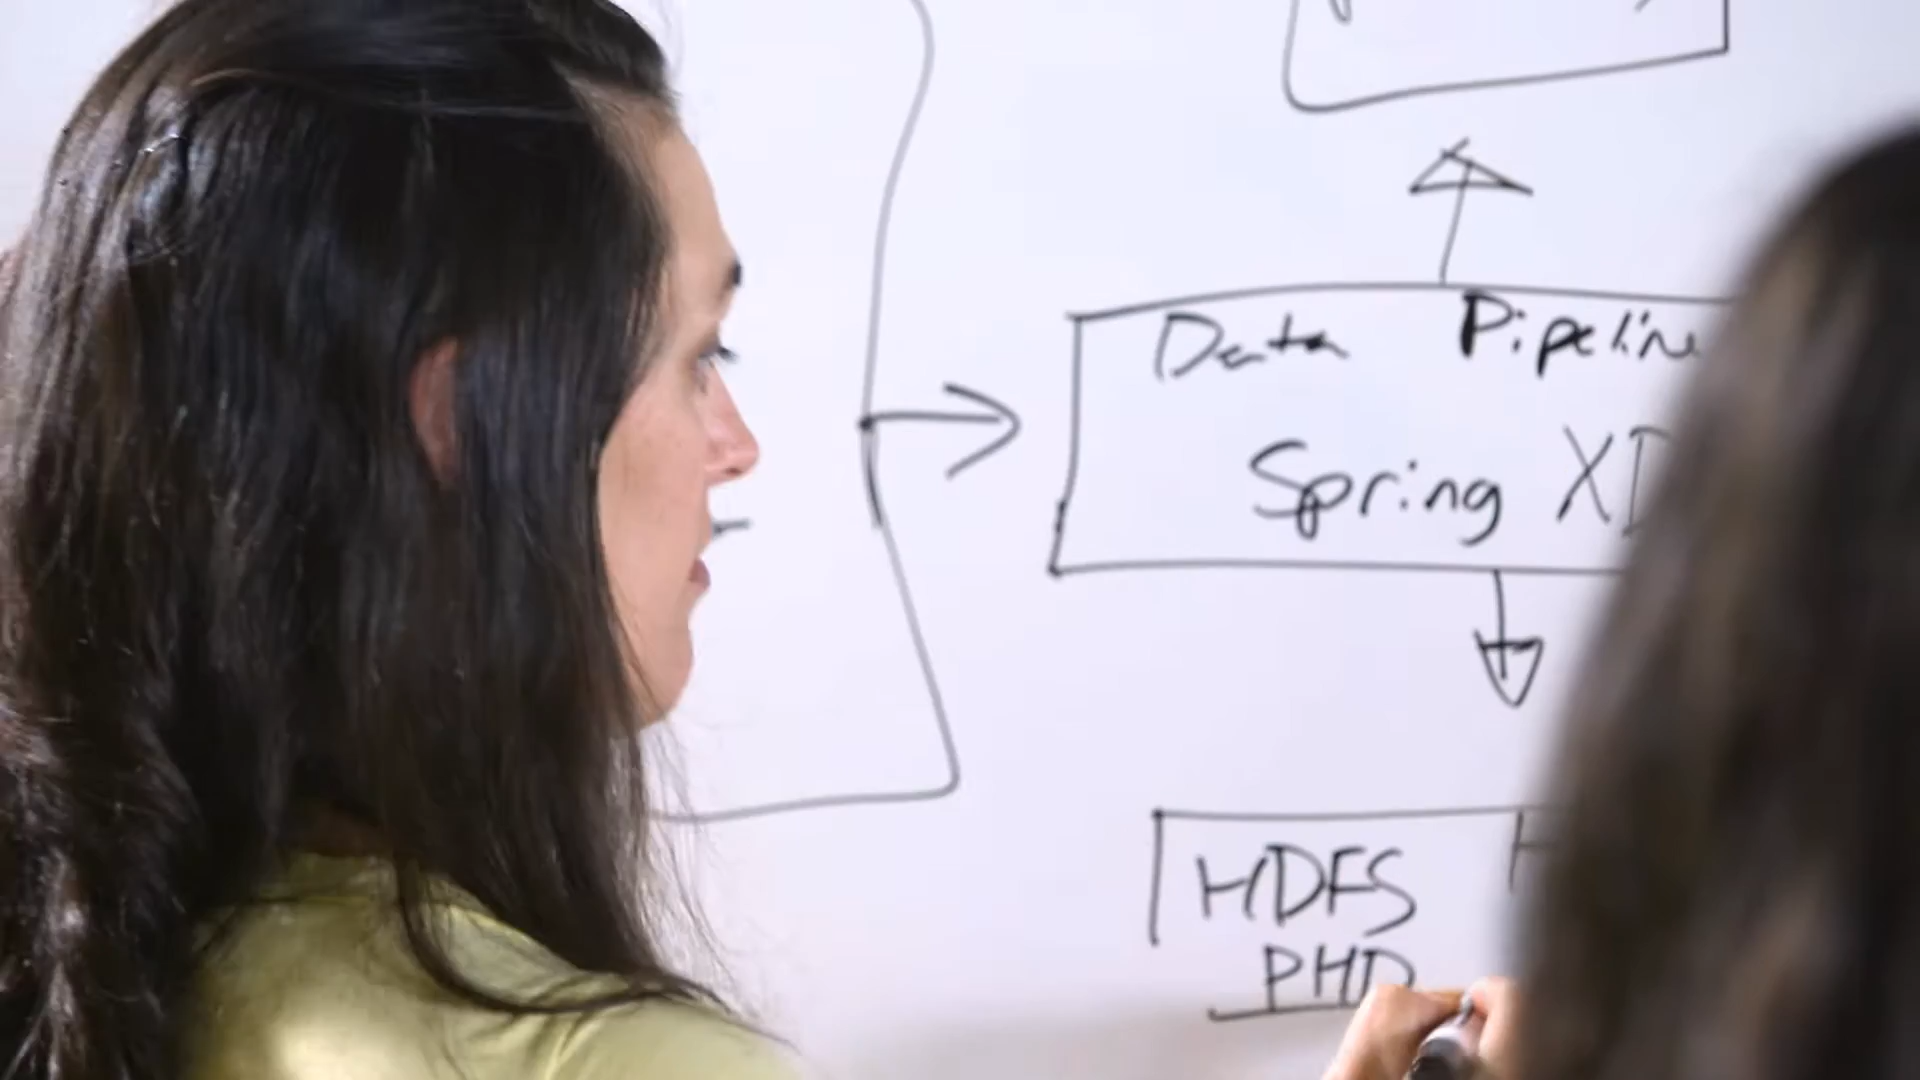 Data Pipeline
Spring XD
HDFS
PHD